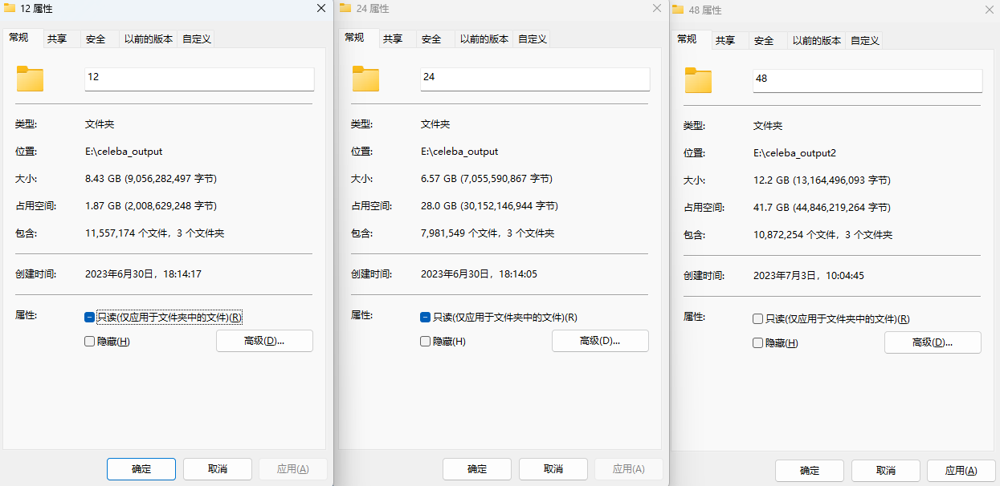 12 属性
常规 共享 安全 以前的版本 自定义
12
类型: 文件夹
位置: E:\celeba_output
大小: 8.43 GB (9,056,282,497 字节)
占用空间: 1.87 GB (2,008,629,248 字节)
包含: 11,557,174 个文件，3 个文件夹
创建时间: 2023年6月30日，18:14:17
属性: 只读(仅应用于文件夹中的文件)(R)
隐藏(H) 高级(D)...
确定 取消 应用(A)
24 属性
常规 共享 安全 以前的版本 自定义
24
类型: 文件夹
位置: E:\celeba_output
大小: 6.57 GB (7,055,590,867 字节)
占用空间: 28.0 GB (30,152,146,944 字节)
包含: 7,981,549 个文件，3 个文件夹
创建时间: 2023年6月30日，18:14:05
属性: 只读(仅应用于文件夹中的文件)(R)
隐藏(H) 高级(D)...
确定 取消 应用(A)
48 属性
常规 共享 安全 以前的版本 自定义
48
类型: 文件夹
位置: E:\celeba_output2
大小: 12.2 GB (13,164,496,093 字节)
占用空间: 41.7 GB (44,846,219,264 字节)
包含: 10,872,254 个文件，3 个文件夹
创建时间: 2023年7月3日，10:04:45
属性: 只读(仅应用于文件夹中的文件)(R)
隐藏(H) 高级(D)...
确定 取消 应用(A)